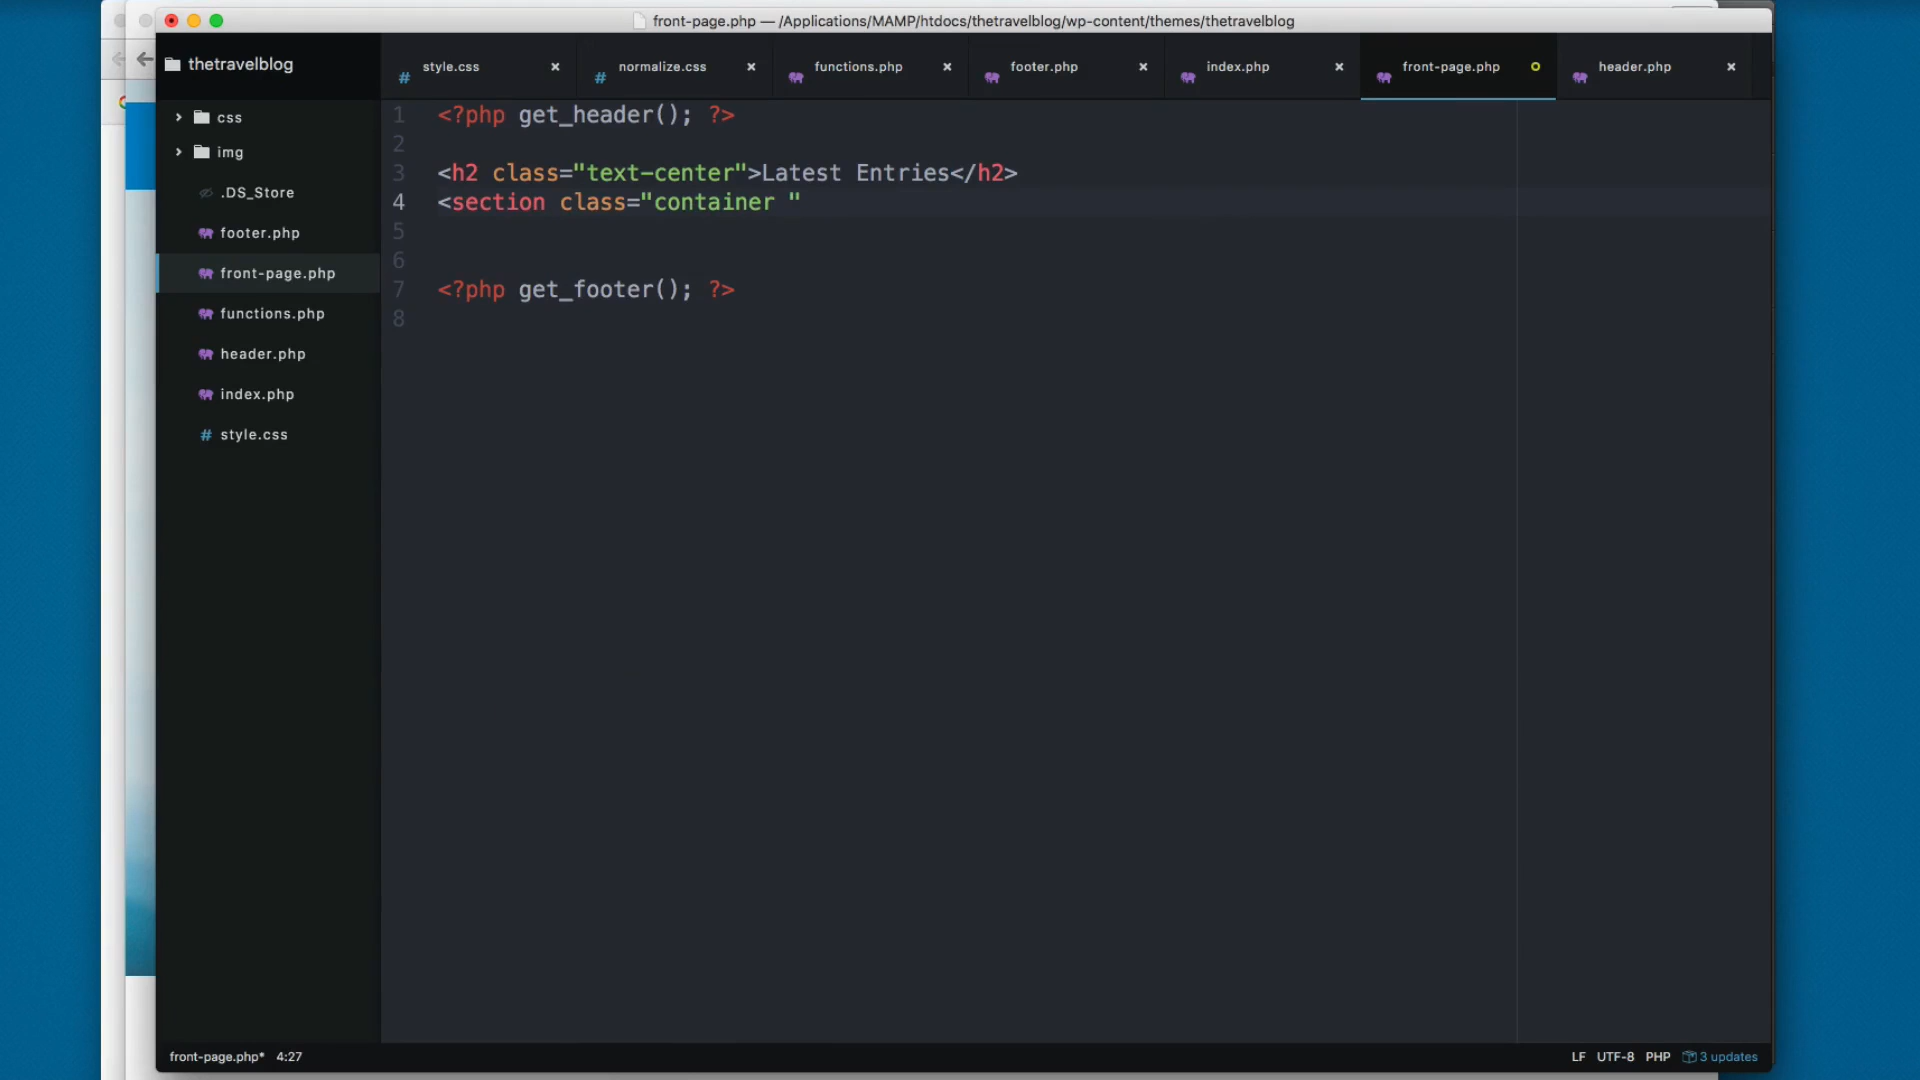 front-page.php — /Applications/MAMP/htdocs/thetravelblog/wp-content/themes/thetravelblog
thetravelblog
style.css
normalize.css
functions.php
footer.php
index.php
front-page.php
header.php
css
img
.DS_Store
footer.php
front-page.php
functions.php
header.php
index.php
style.css
1 <?php get_header(); ?>
2
3 <h2 class="text-center">Latest Entries</h2>
4 <section class="container "
5
6
7 <?php get_footer(); ?>
8
front-page.php* 4:27
LF UTF-8 PHP 3 updates